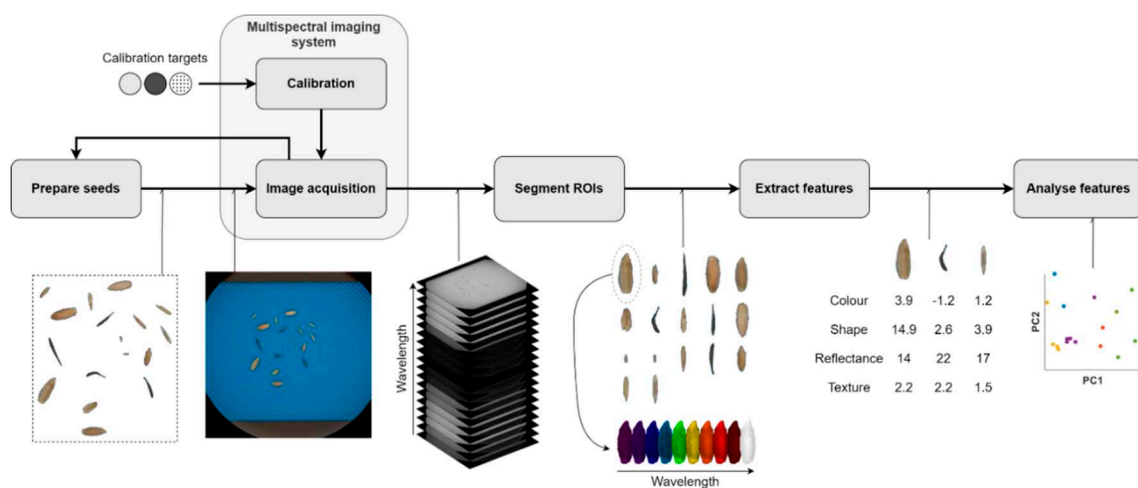 Multispectral imaging
system
Calibration targets
Calibration
Prepare seeds
Image acquisition
Segment ROIs
Extract features
Analyse features
Wavelength
Wavelength
Colour 3.9 -1.2 1.2
Shape 14.9 2.6 3.9
Reflectance 14 22 17
Texture 2.2 2.2 1.5
PC2
PC1